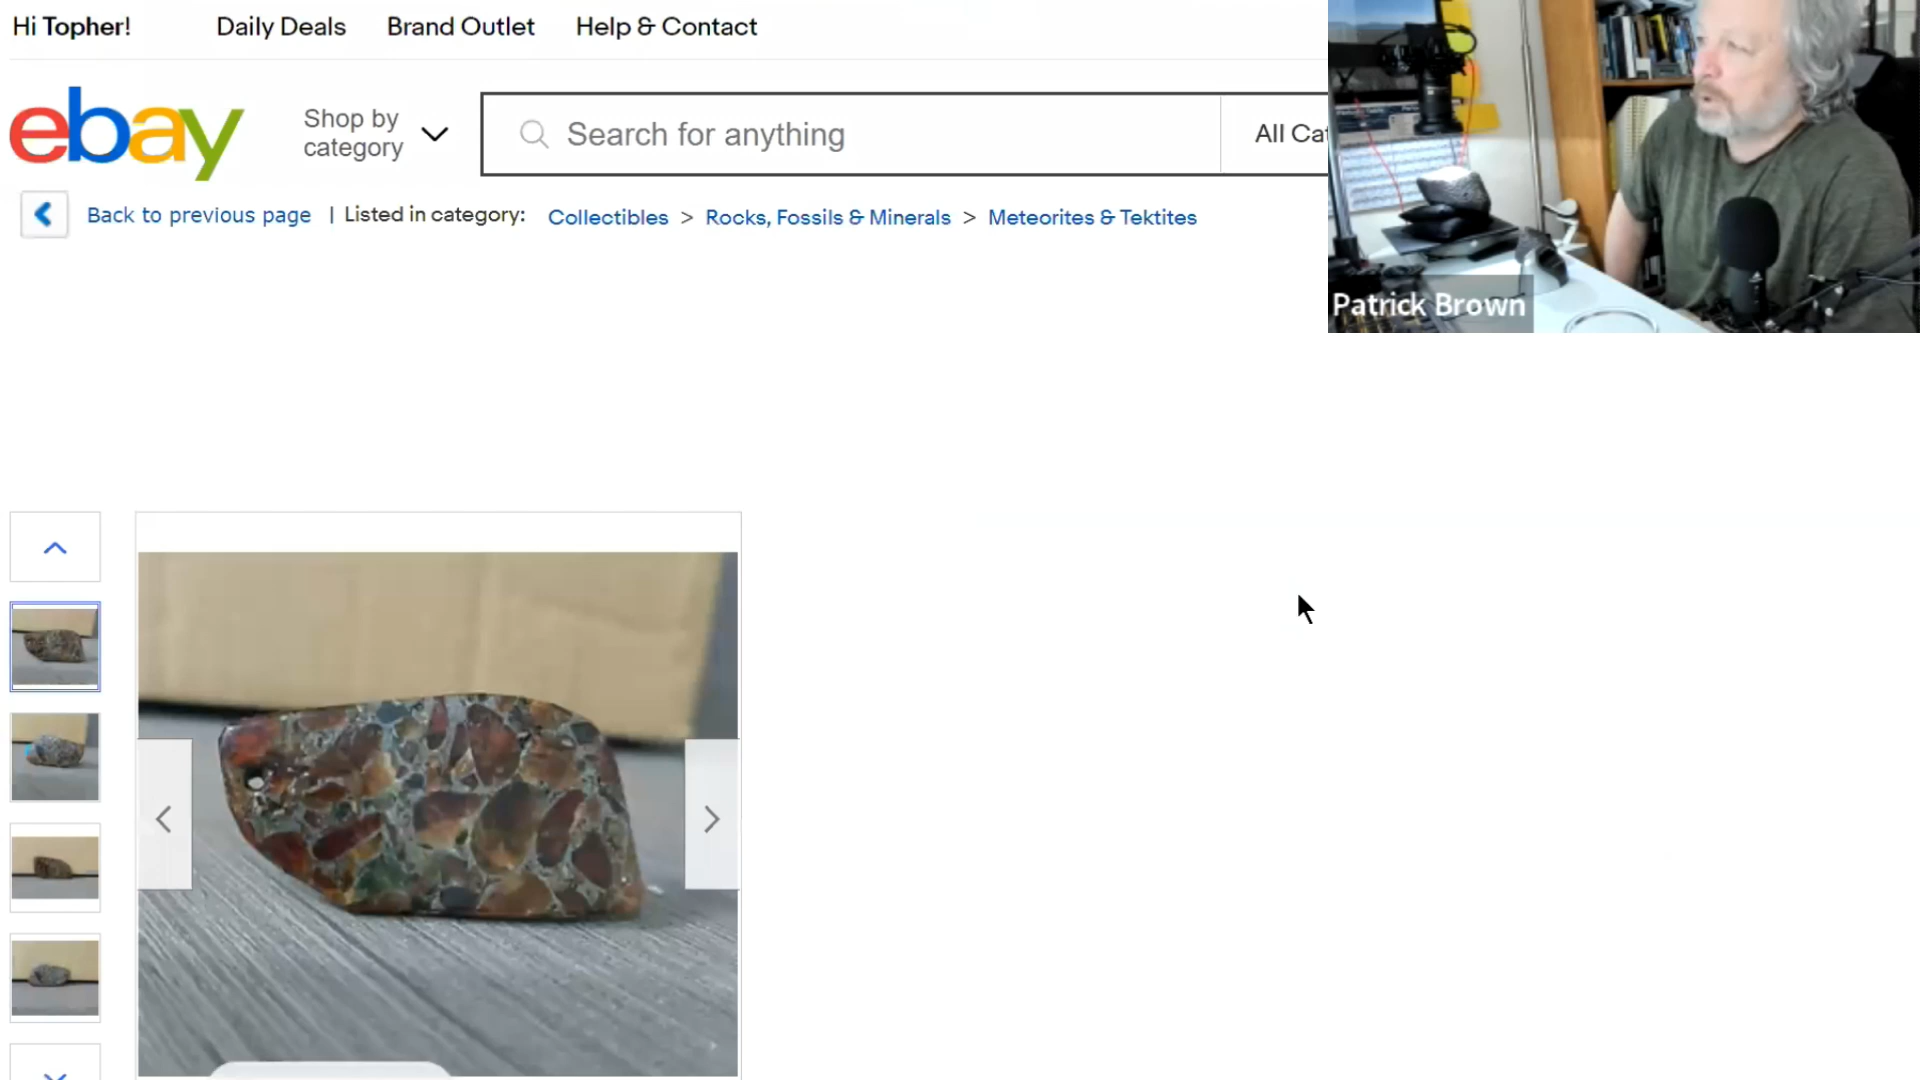 Hi Topher! Daily Deals Brand Outlet Help & Contact
ebay
Shop by
category
Search for anything
All Cat
Back to previous page | Listed in category: Collectibles > Rocks, Fossils & Minerals > Meteorites & Tektites
Patrick Brown